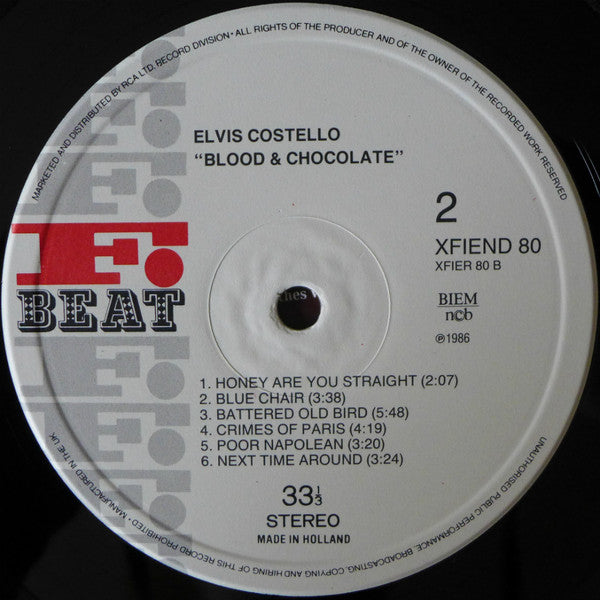 MARKETED AND DISTRIBUTED BY RCA LTD. RECORD DIVISION • ALL RIGHTS OF THE PRODUCER AND OF THE OWNER OF THE RECORDED WORK RESERVED
ELVIS COSTELLO
"BLOOD & CHOCOLATE"
F.
BEAT
2
XFIEND 80
XFIER 80 B
BIEM
ncb
℗1986
1. HONEY ARE YOU STRAIGHT (2:07)
2. BLUE CHAIR (3:38)
3. BATTERED OLD BIRD (5:48)
4. CRIMES OF PARIS (4:19)
5. POOR NAPOLEAN (3:20)
6. NEXT TIME AROUND (3:24)
33⅓
STEREO
MADE IN HOLLAND
UNAUTHORISED PUBLIC PERFORMANCE, BROADCASTING, COPYING AND HIRING OF THIS RECORD PROHIBITED • MANUFACTURED IN THE U.K.